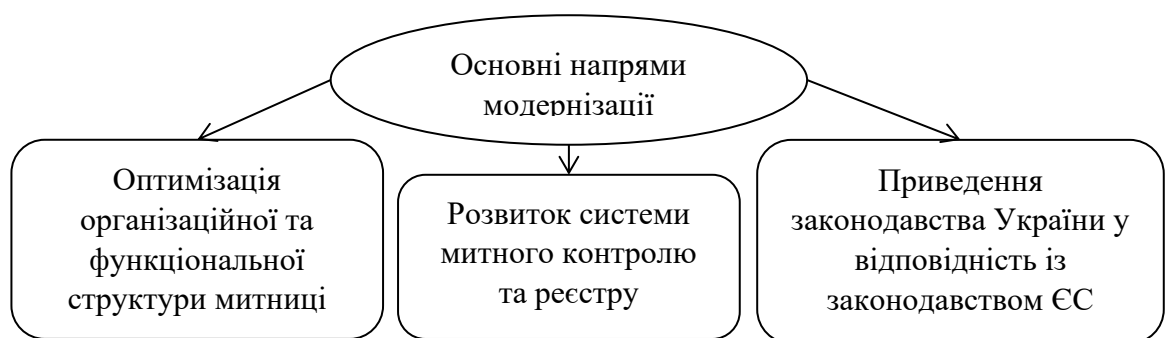 Основні напрями
модернізації
Оптимізація
організаційної та
функціональної
структури митниці
Розвиток системи
митного контролю
та реєстру
Приведення
законодавства України у
відповідність із
законодавством ЄС